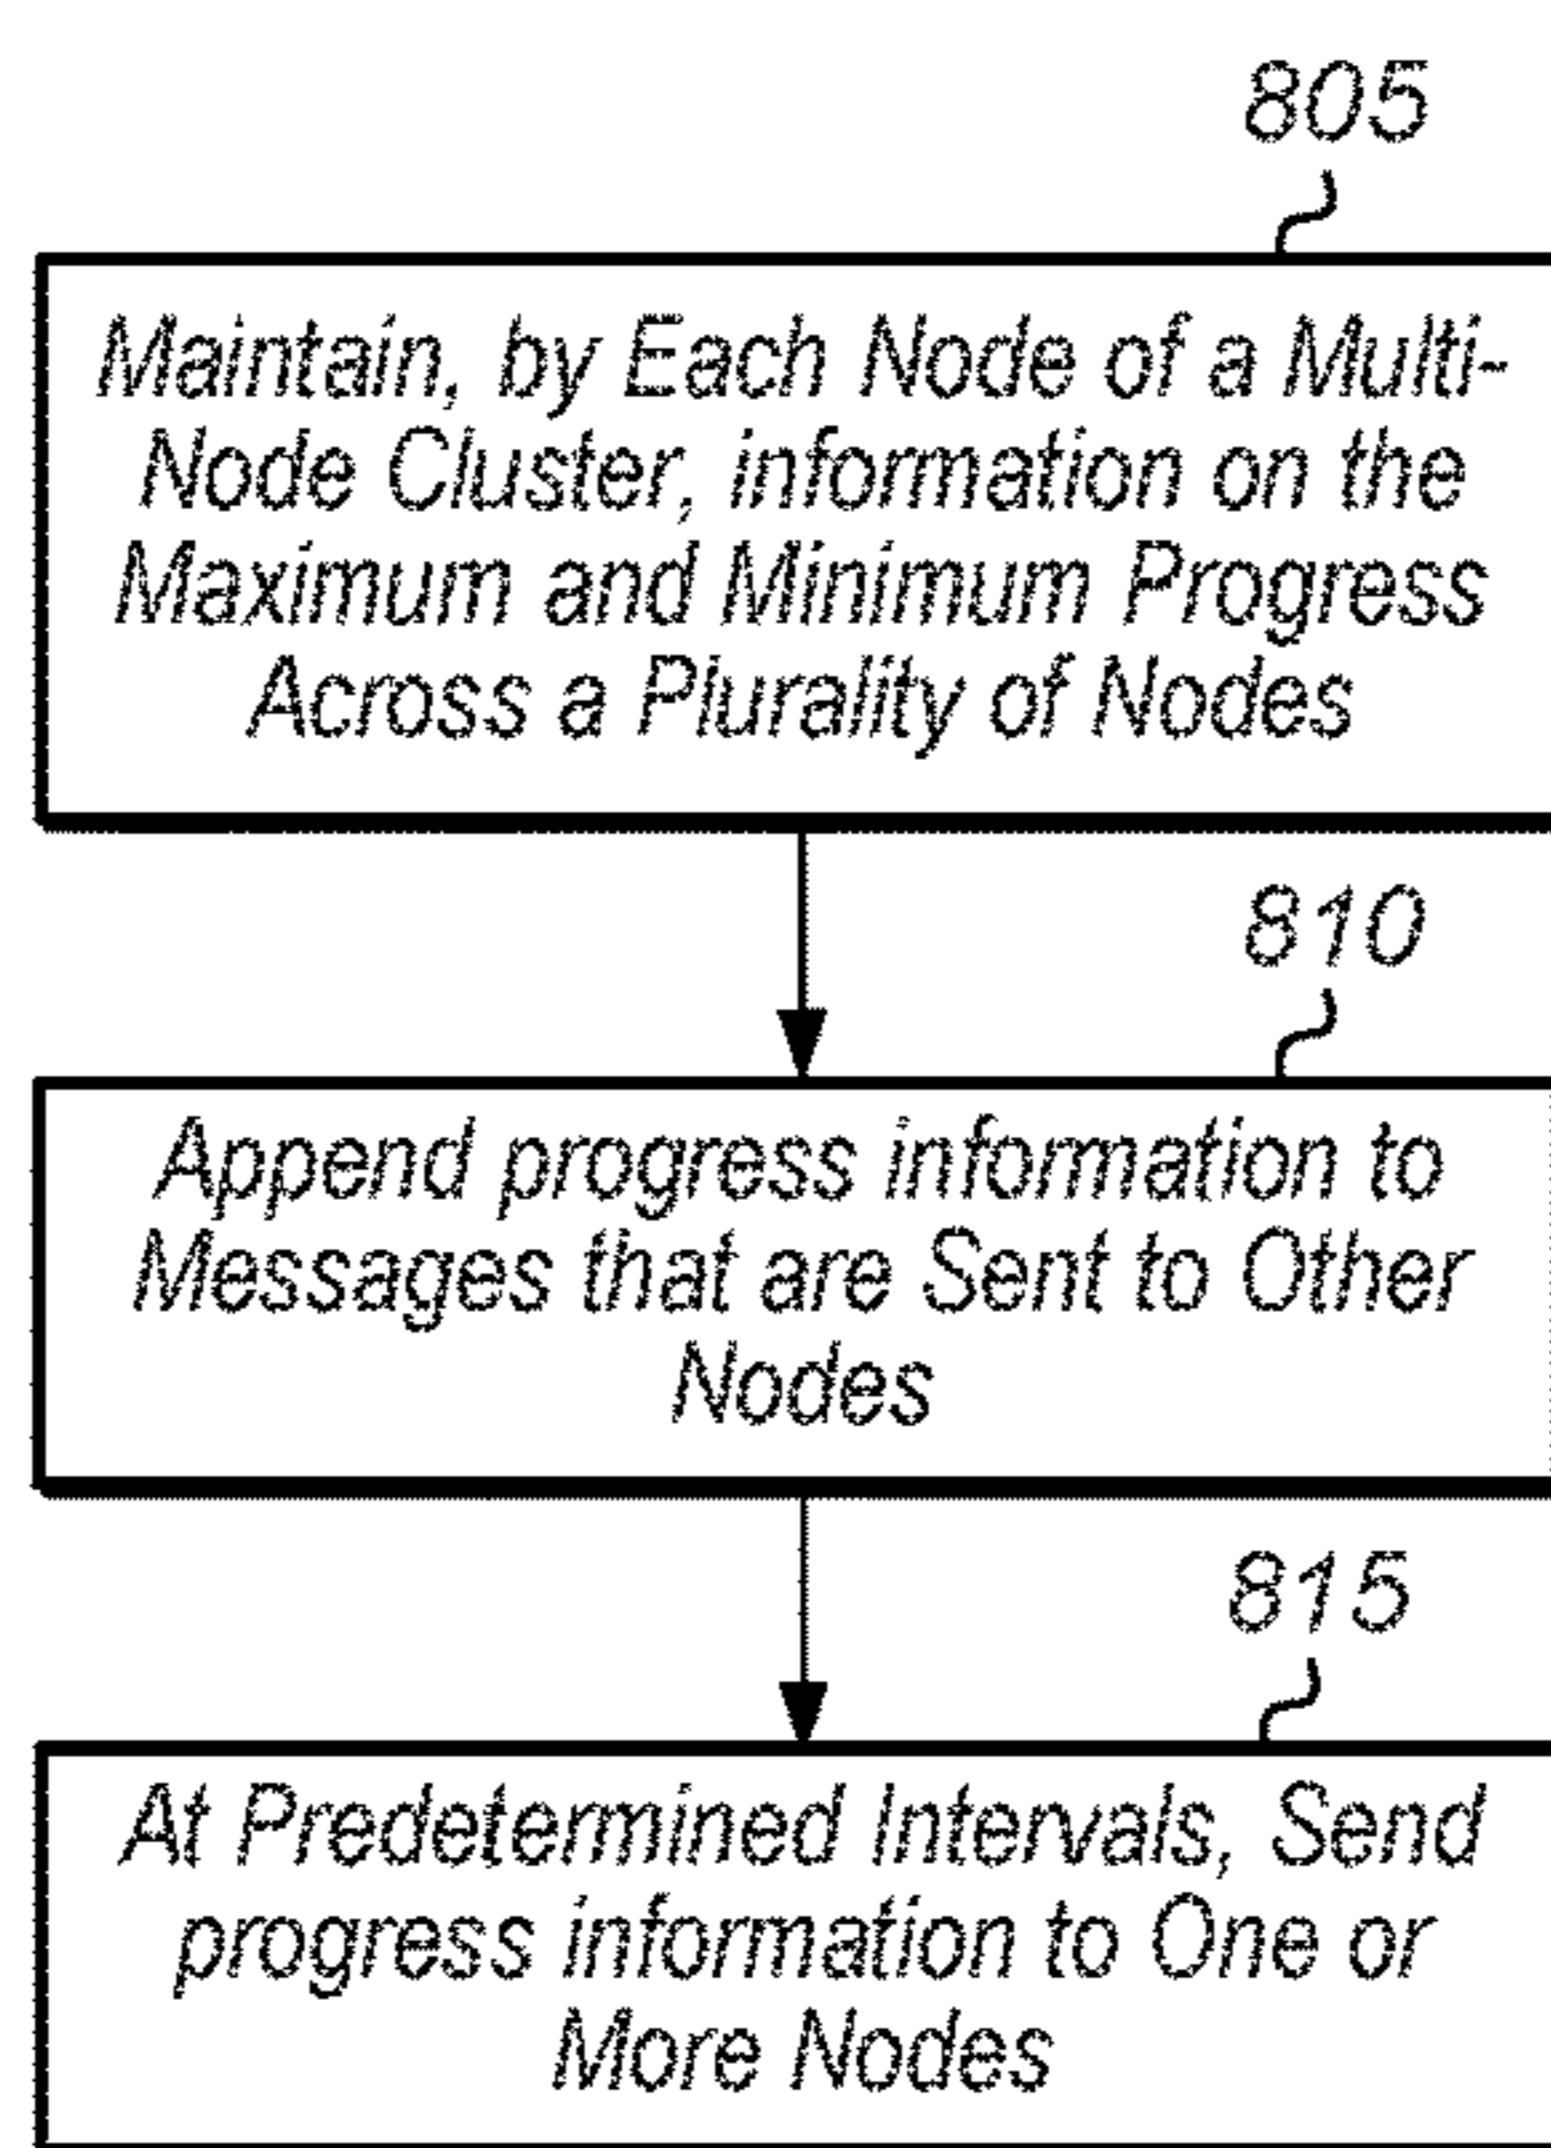 805
Maintain, by Each Node of a Multi-
Node Cluster, information on the
Maximum and Minimum Progress
Across a Plurality of Nodes
810
Append progress information to
Messages that are Sent to Other
Nodes
815
At Predetermined Intervals, Send
progress information to One or
More Nodes